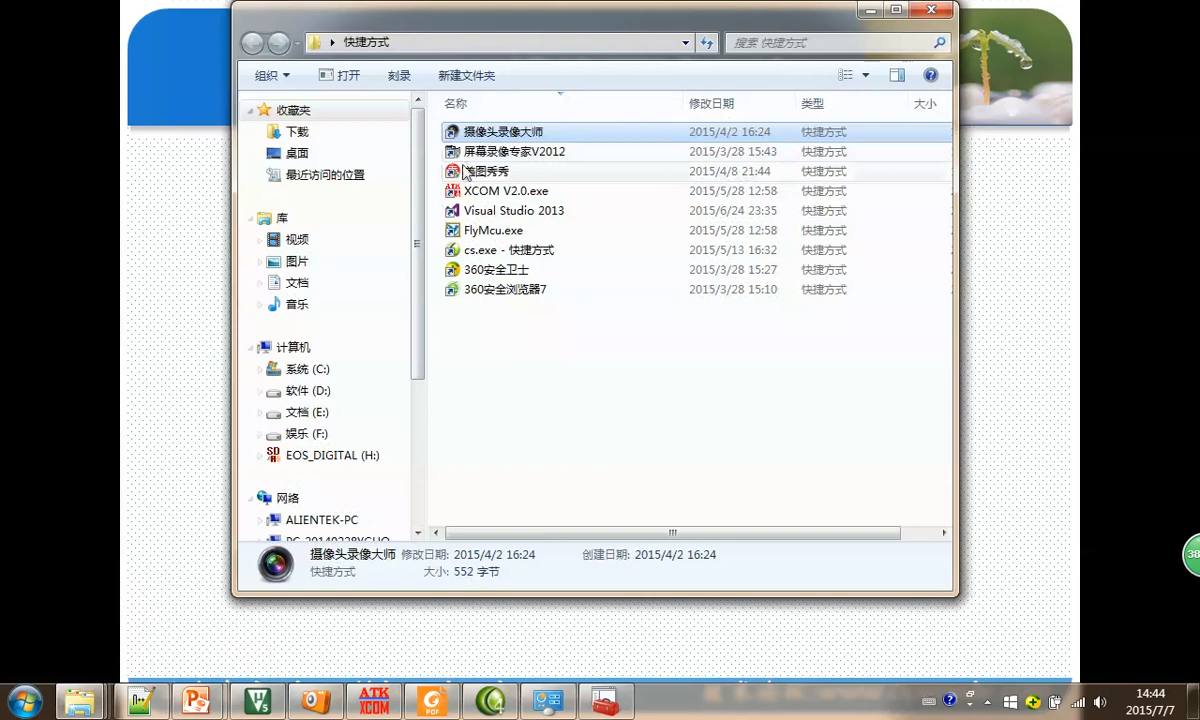 快捷方式
搜索 快捷方式
组织 打开 刻录 新建文件夹
收藏夹
下载
桌面
最近访问的位置
库
视频
图片
文档
音乐
计算机
系统 (C:)
软件 (D:)
文档 (E:)
娱乐 (F:)
EOS_DIGITAL (H:)
网络
ALIENTEK-PC
名称 修改日期 类型 大小
摄像头录像大师 2015/4/2 16:24 快捷方式
屏幕录像专家V2012 2015/3/28 15:43 快捷方式
图秀秀 2015/4/8 21:44 快捷方式
XCOM V2.0.exe 2015/5/28 12:58 快捷方式
Visual Studio 2013 2015/6/24 23:35 快捷方式
FlyMcu.exe 2015/5/28 12:58 快捷方式
cs.exe - 快捷方式 2015/5/13 16:32 快捷方式
360安全卫士 2015/3/28 15:27 快捷方式
360安全浏览器7 2015/3/28 15:10 快捷方式
摄像头录像大师 修改日期: 2015/4/2 16:24 创建日期: 2015/4/2 16:24
快捷方式 大小: 552 字节
38
ATK
XCOM
PDF
14:44
2015/7/7